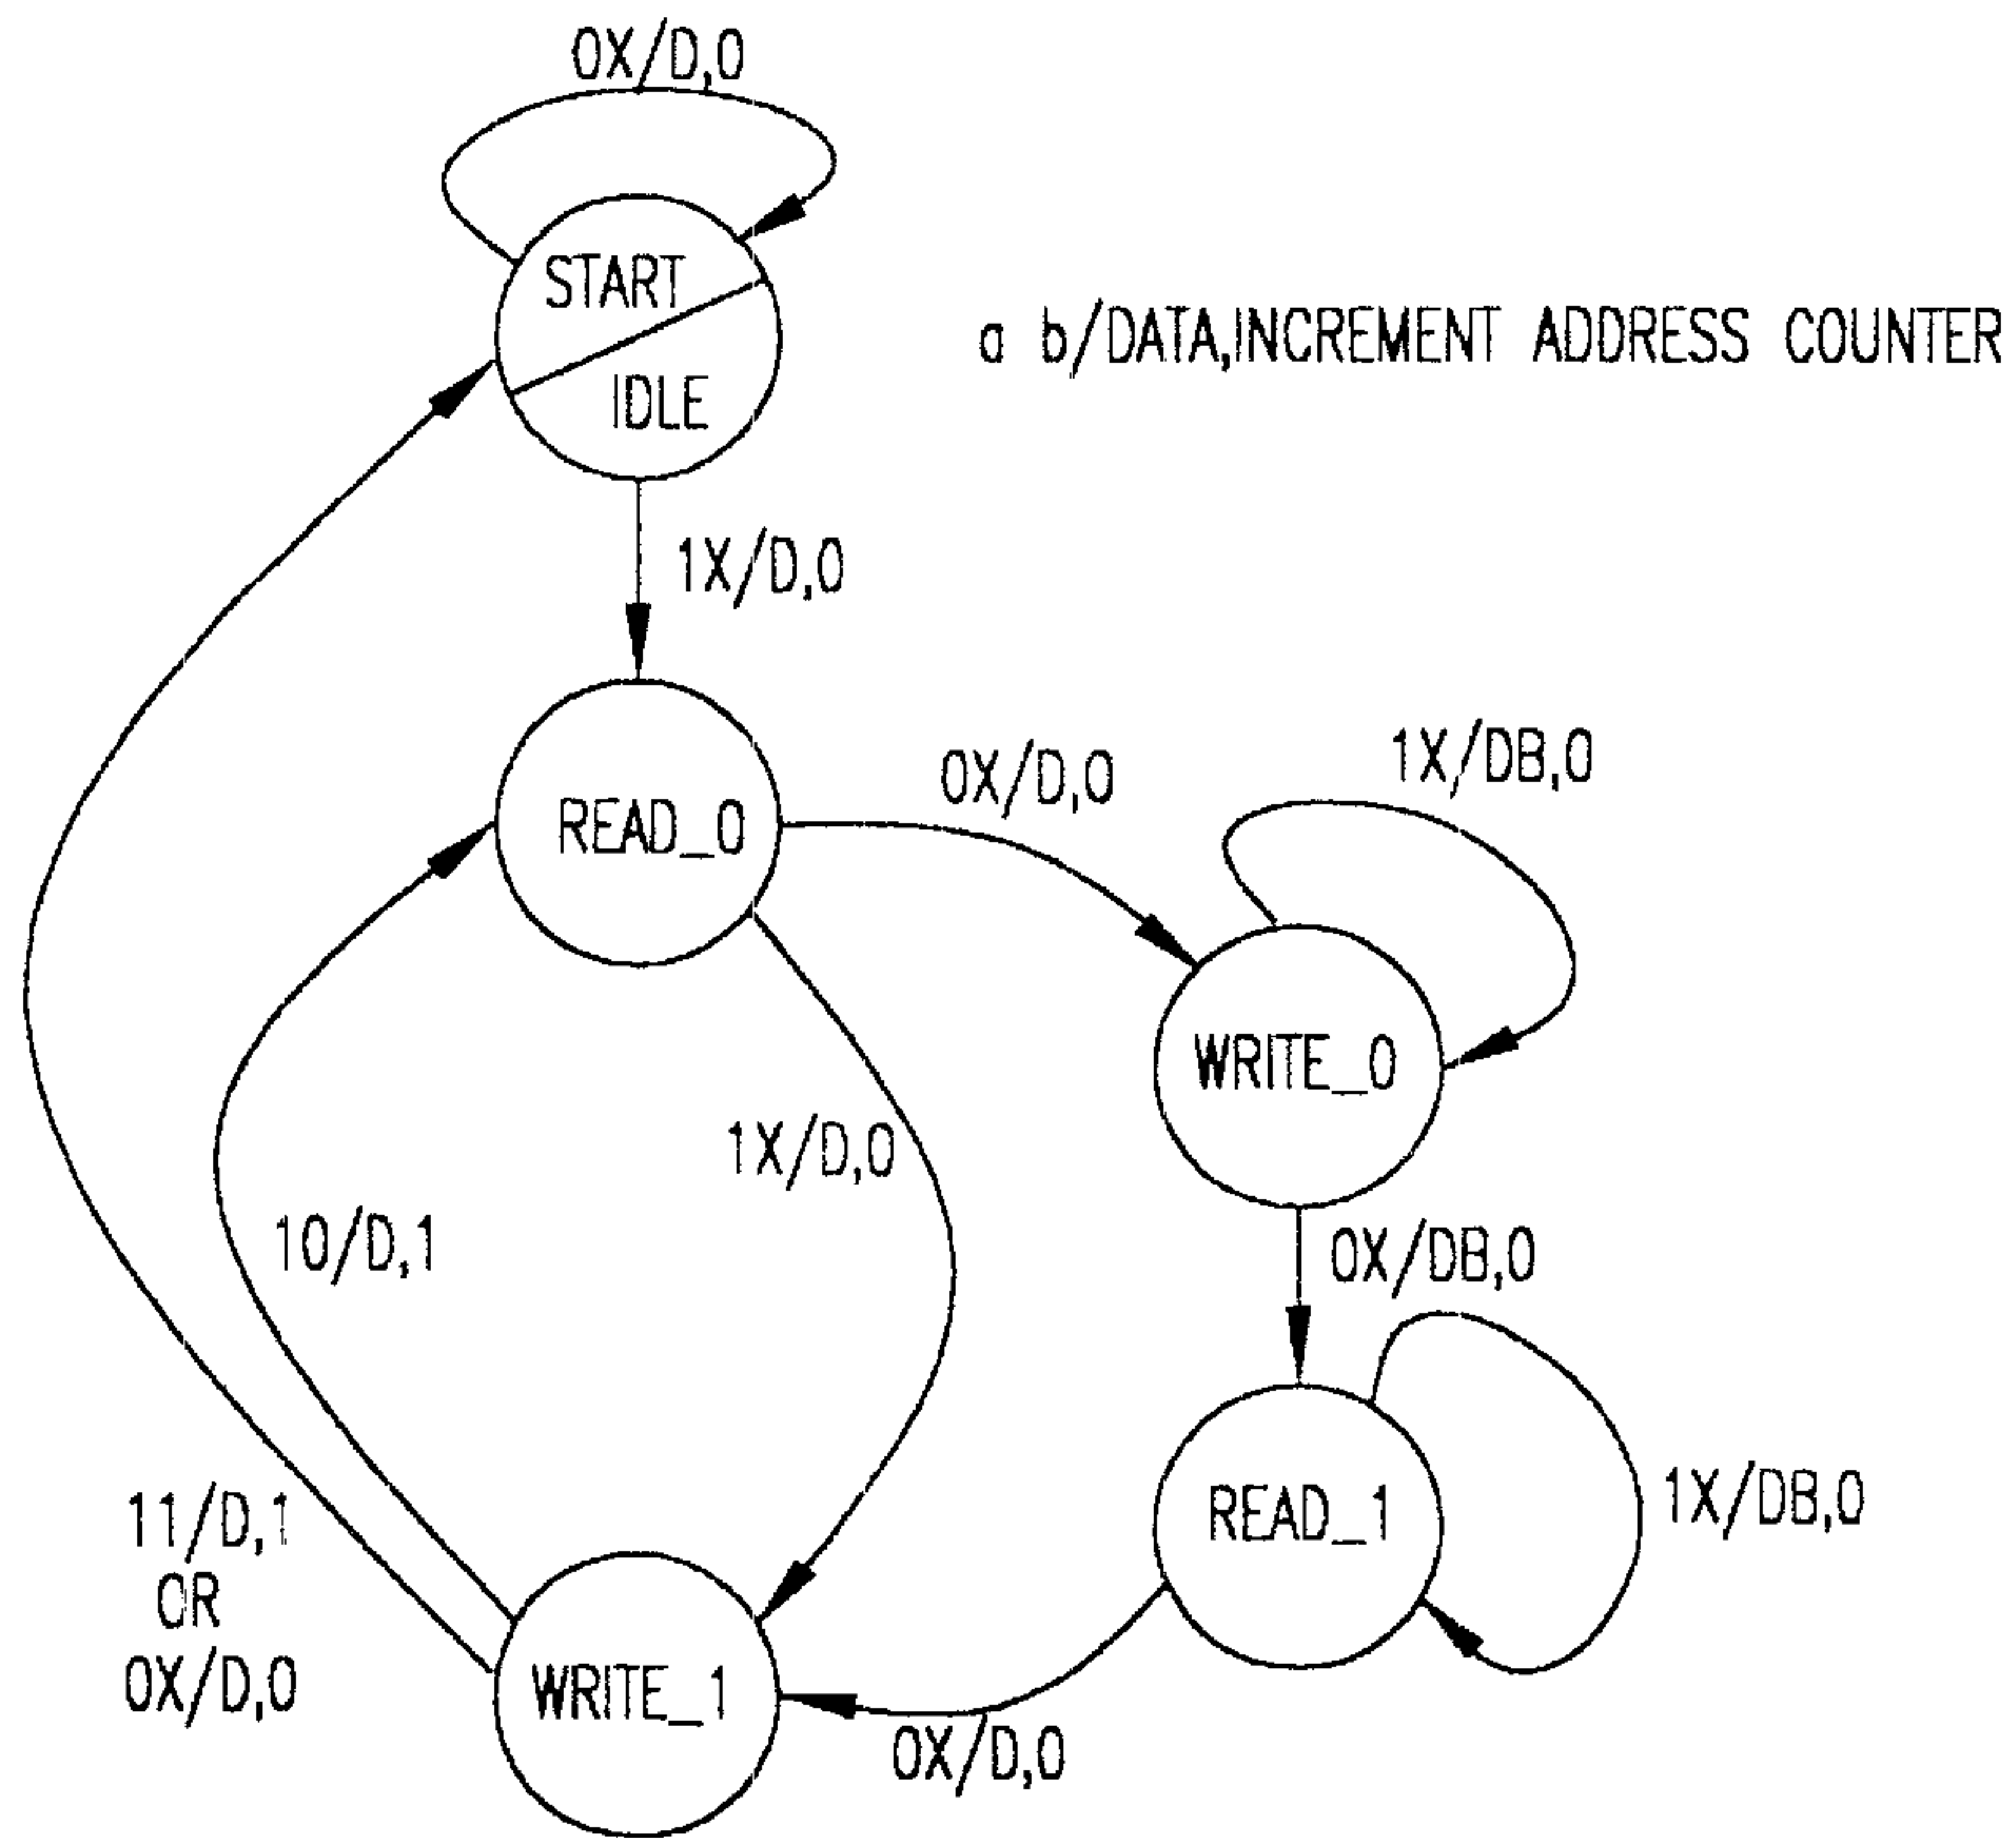 0X/D,0
START
IDLE
a b/DATA,INCREMENT ADDRESS COUNTER
1X/D,0
READ_0
0X/D,0
1X/DB,0
WRITE_0
1X/D,0
10/D,1
0X/DB,0
READ_1
1X/DB,0
11/D,1
OR
0X/D,0
WRITE_1
0X/D,0